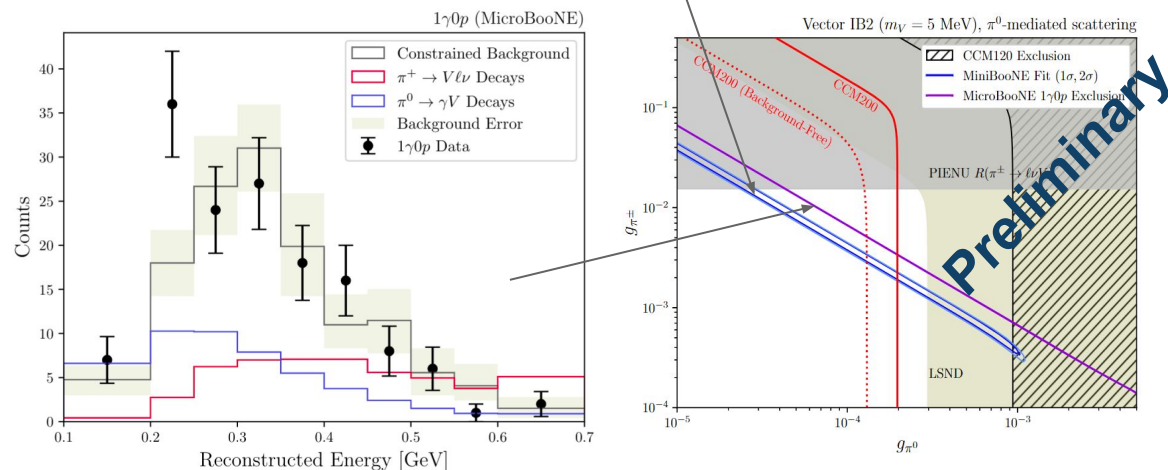 1γ0p (MicroBooNE)
Constrained Background
π⁺ → Vℓν Decays
π⁰ → γV Decays
Background Error
1γ0p Data
Counts
40
35
30
25
20
15
10
5
0
0.1 0.2 0.3 0.4 0.5 0.6 0.7
Reconstructed Energy [GeV]
Vector IB2 (m_V = 5 MeV), π⁰-mediated scattering
CCM120 Exclusion
MiniBooNE Fit (1σ, 2σ)
MicroBooNE 1γ0p Exclusion
CCM200 (Background-Free)
CCM200
PIENU R(π± → ℓνV
LSND
Preliminary
g_π±
10⁻¹
10⁻²
10⁻³
10⁻⁴
10⁻⁵ 10⁻⁴ 10⁻³
g_π⁰